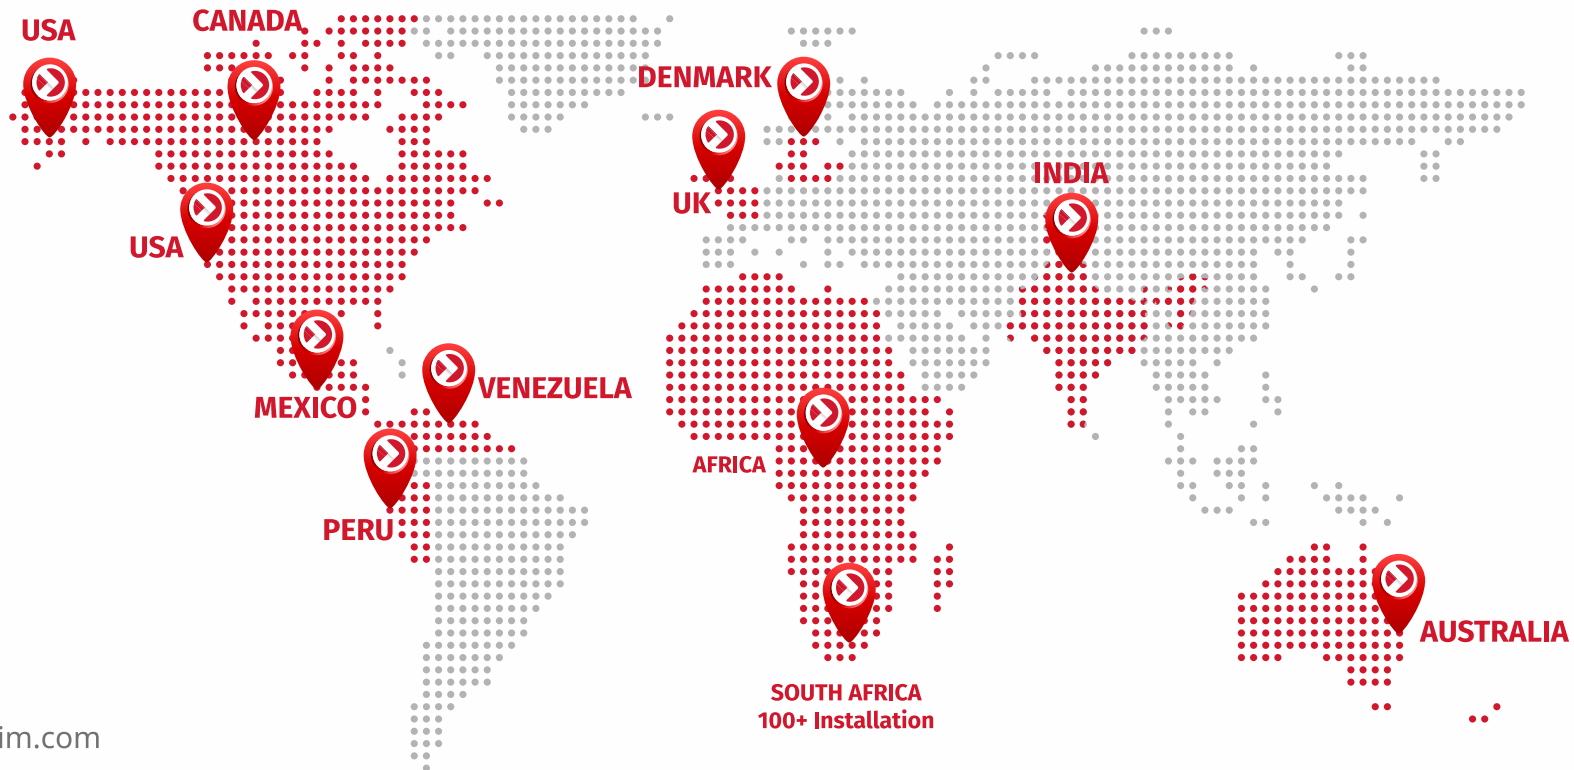 USA
CANADA
DENMARK
UK
INDIA
USA
MEXICO
VENEZUELA
PERU
AFRICA
AUSTRALIA
SOUTH AFRICA
100+ Installation
im.com